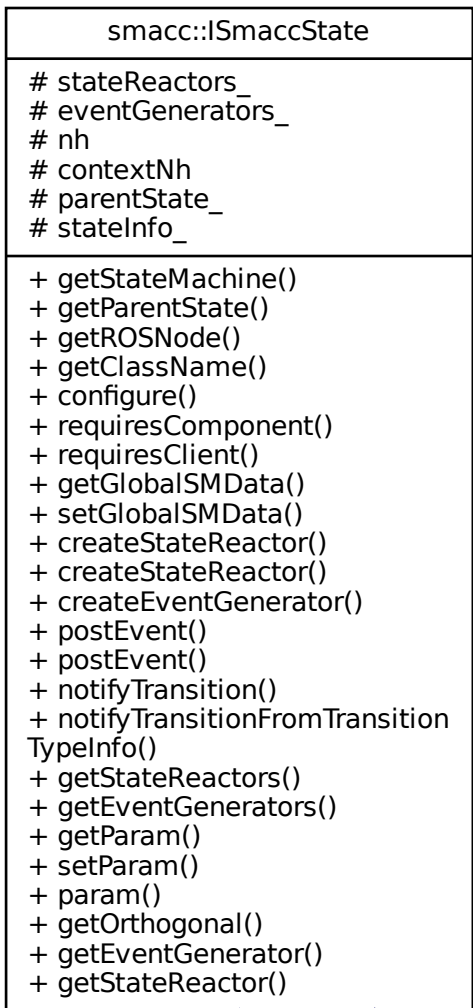 smacc::ISmaccState
# stateReactors_
# eventGenerators_
# nh
# contextNh
# parentState_
# stateInfo_
+ getStateMachine()
+ getParentState()
+ getROSNode()
+ getClassName()
+ configure()
+ requiresComponent()
+ requiresClient()
+ getGlobalSMData()
+ setGlobalSMData()
+ createStateReactor()
+ createStateReactor()
+ createEventGenerator()
+ postEvent()
+ postEvent()
+ notifyTransition()
+ notifyTransitionFromTransition
TypeInfo()
+ getStateReactors()
+ getEventGenerators()
+ getParam()
+ setParam()
+ param()
+ getOrthogonal()
+ getEventGenerator()
+ getStateReactor()